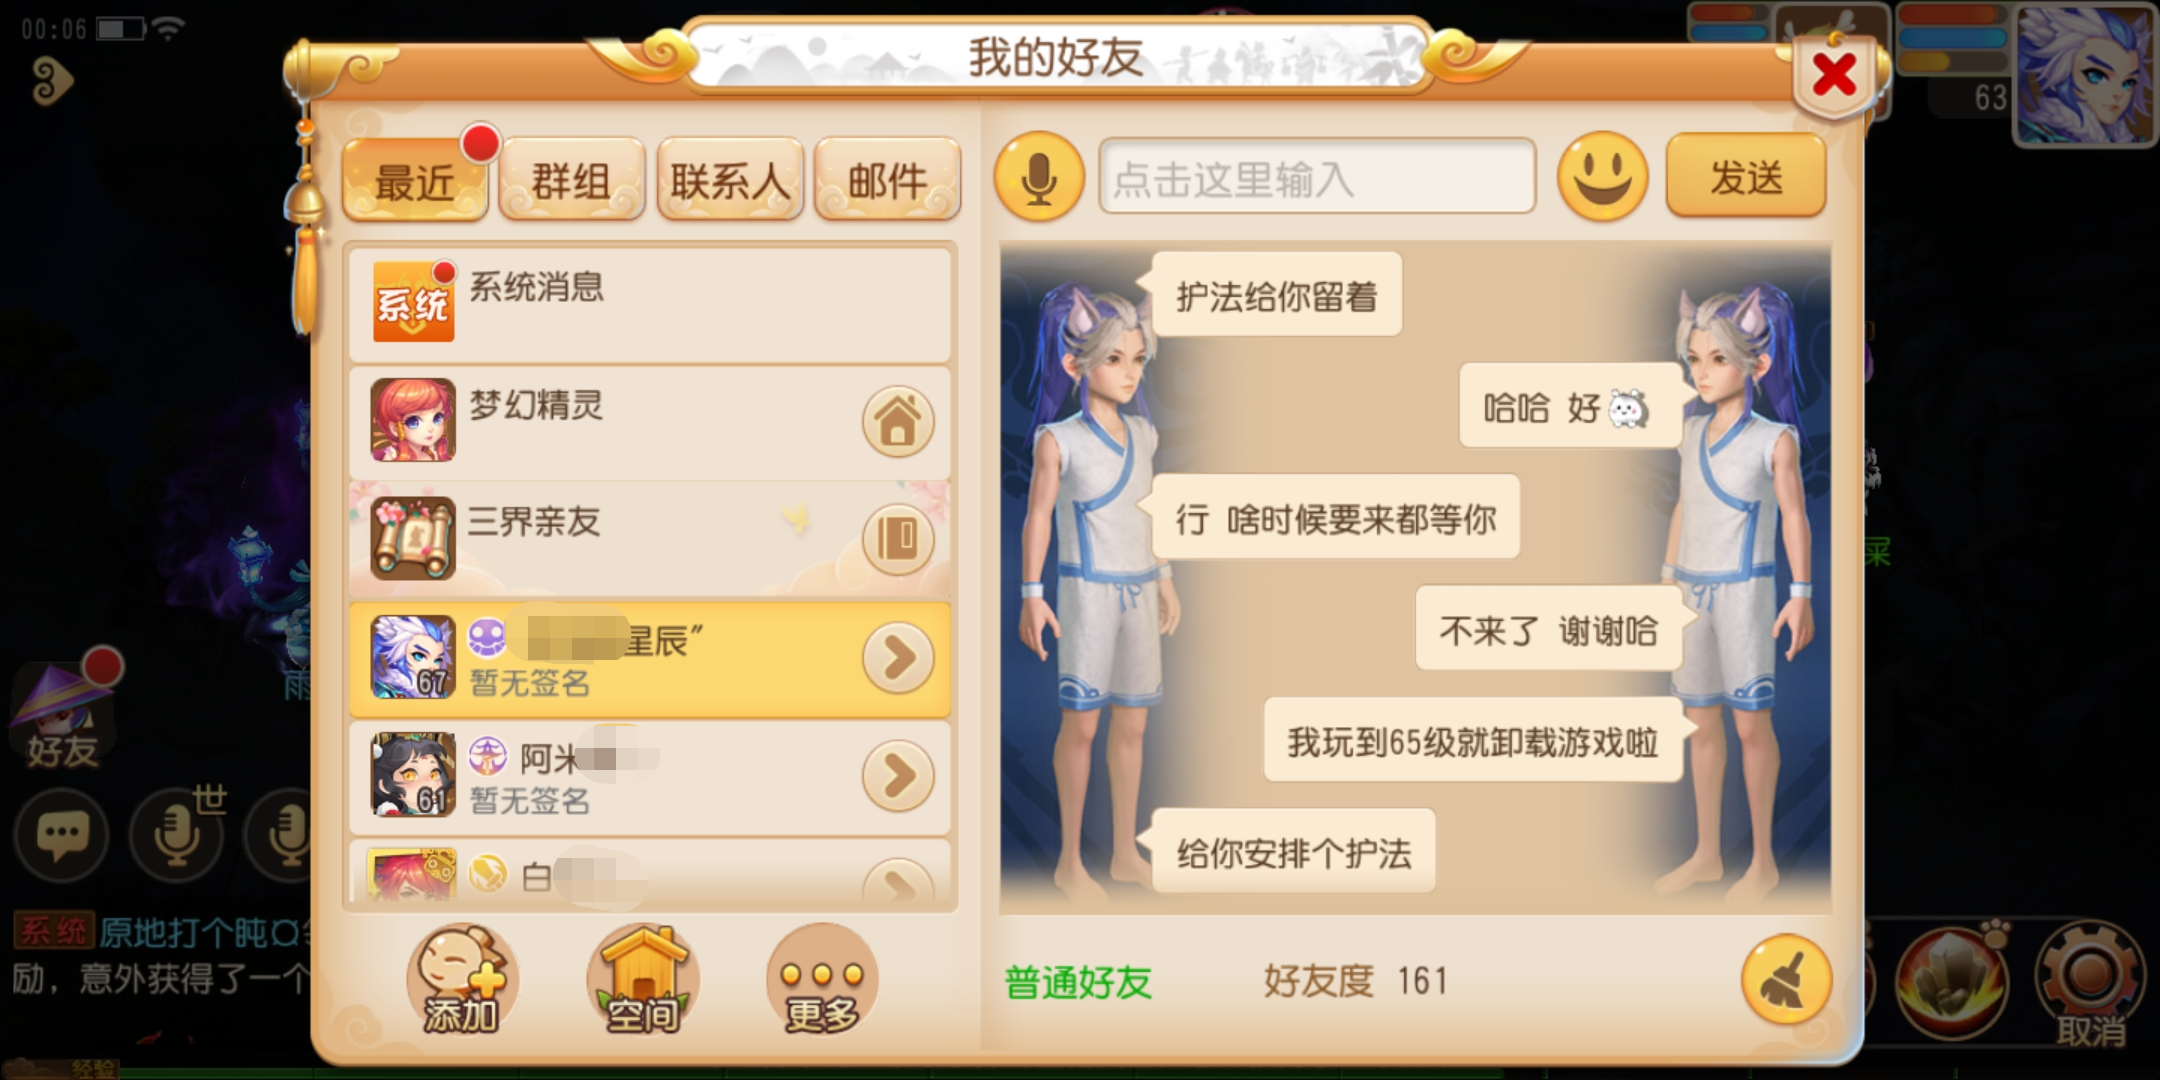 00:06
我的好友
63
最近
群组
联系人
邮件
点击这里输入
发送
系统
系统消息
梦幻精灵
三界亲友
星辰”
67
暂无签名
阿米
61
暂无签名
白
护法给你留着
哈哈 好
行 啥时候要来都等你
不来了 谢谢哈
我玩到65级就卸载游戏啦
给你安排个护法
好友
世
雨
屎
系统 原地打个盹
励，意外获得了一个
添加
空间
更多
普通好友
好友度 161
取消
经验